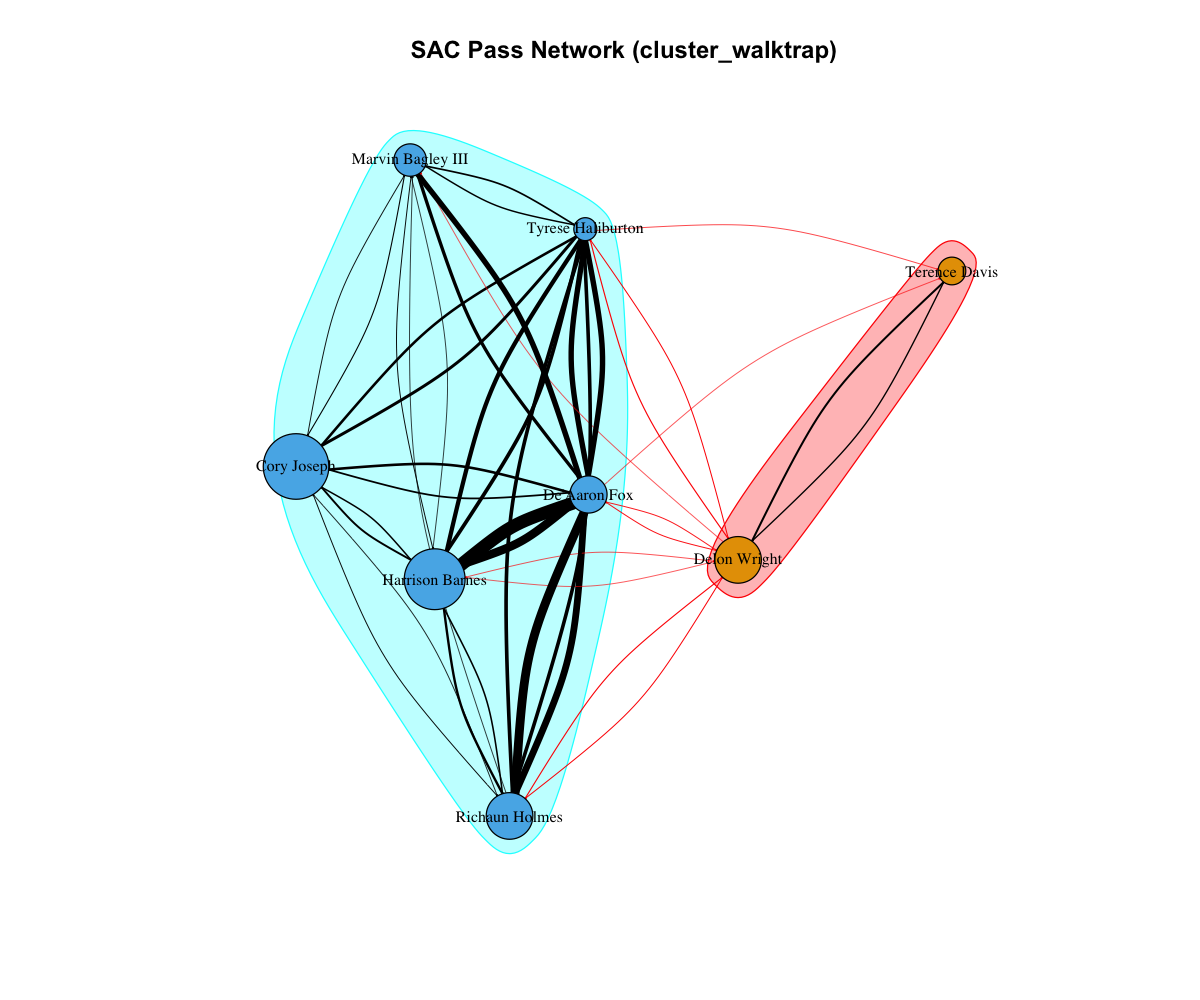 SAC Pass Network (cluster_walktrap)
Marvin Bagley III
Tyrese Haliburton
Terence Davis
Cory Joseph
De Aaron Fox
Delon Wright
Harrison Barnes
Richaun Holmes